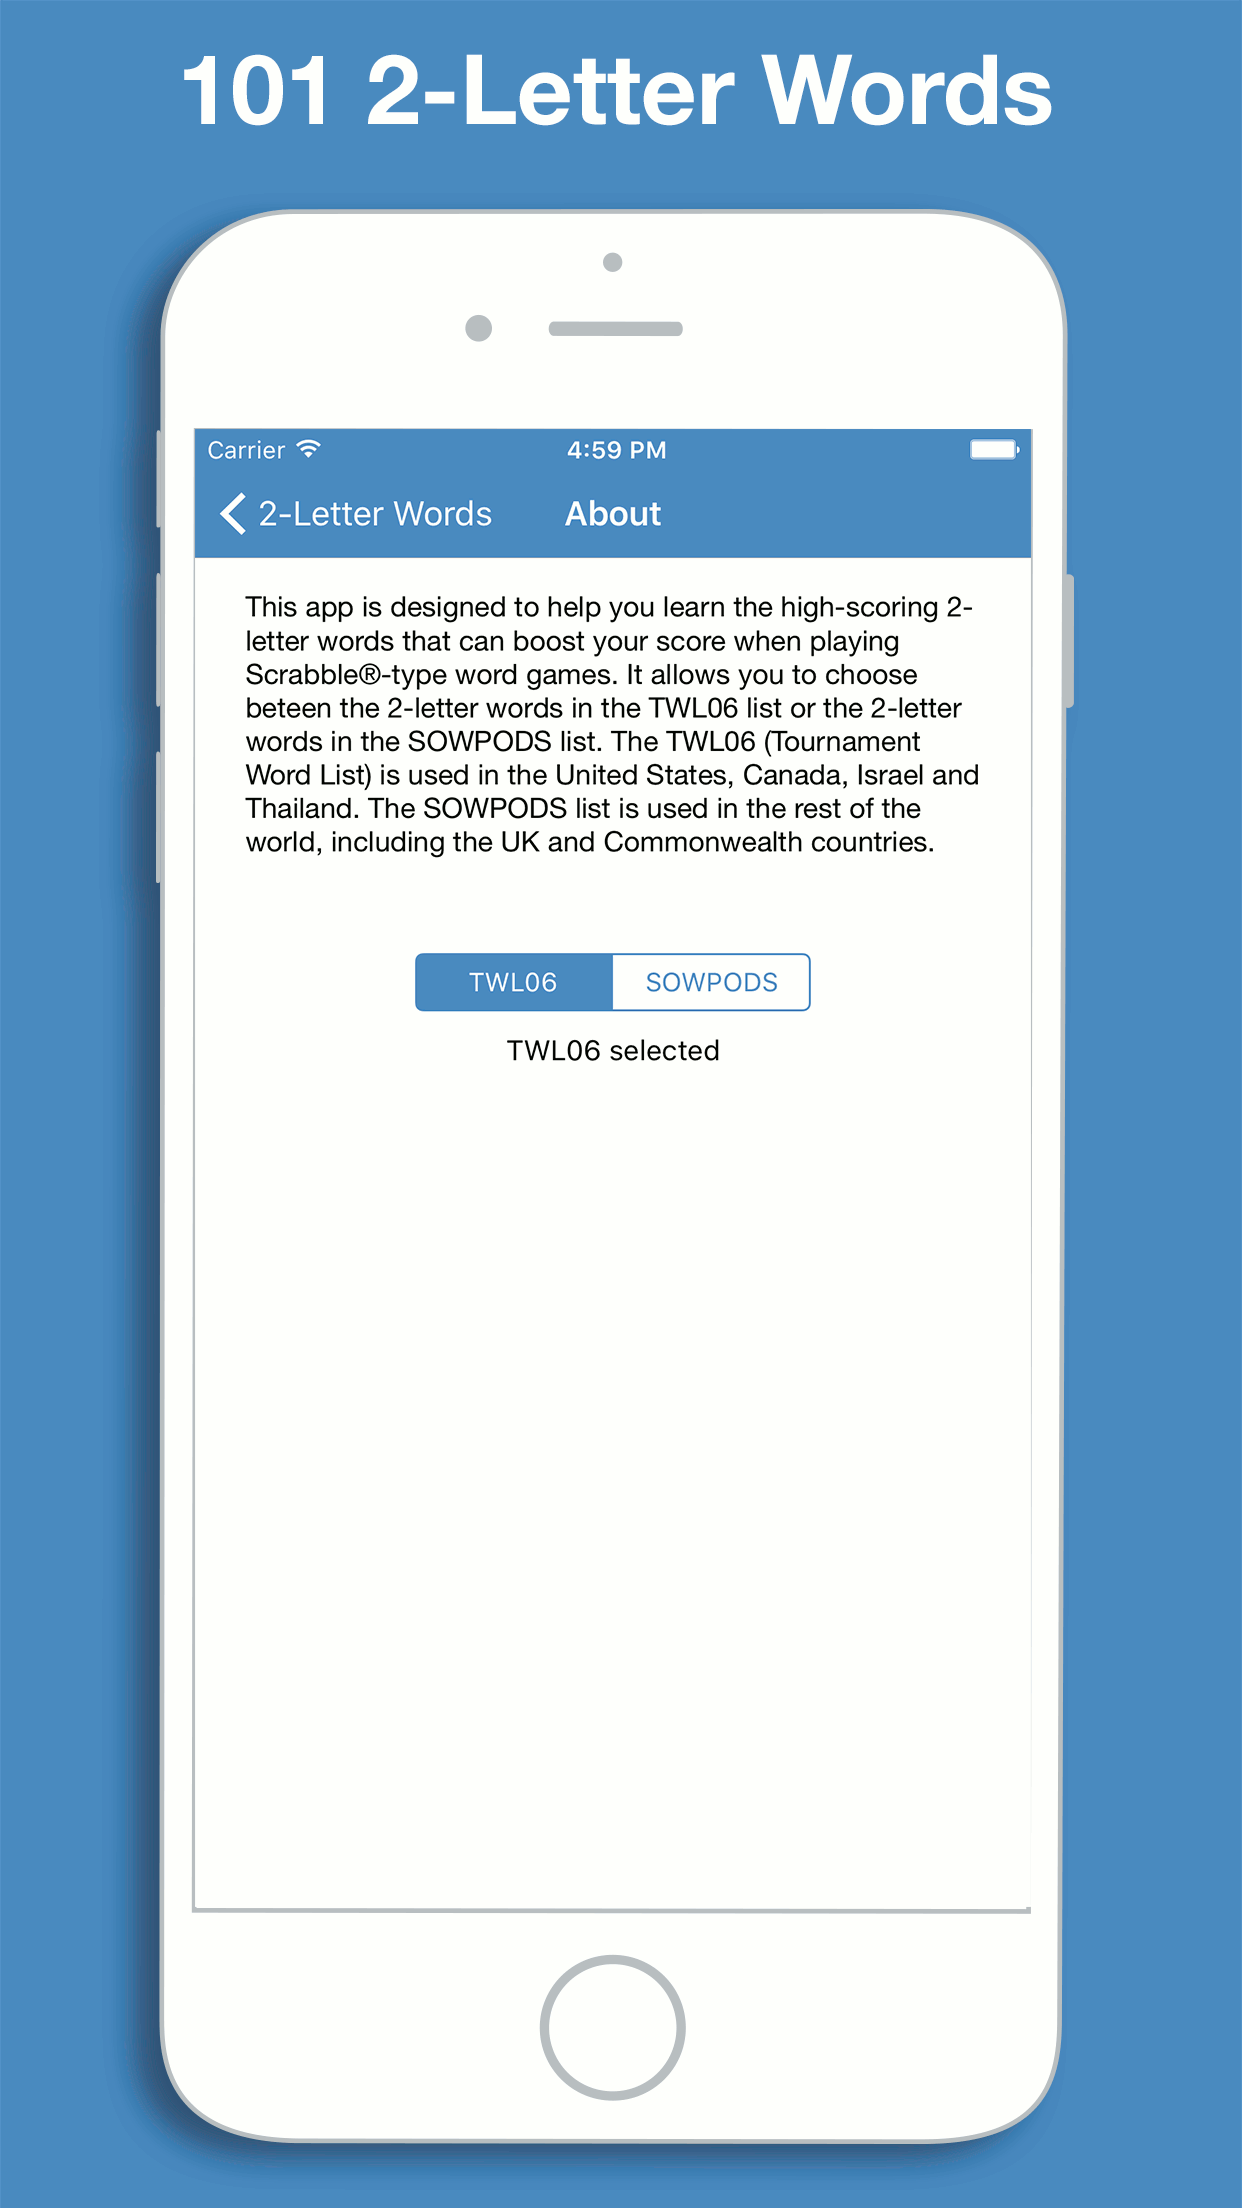 101 2-Letter Words
Carrier 4:59 PM
2-Letter Words About
This app is designed to help you learn the high-scoring 2-
letter words that can boost your score when playing
Scrabble®-type word games. It allows you to choose
beteen the 2-letter words in the TWL06 list or the 2-letter
words in the SOWPODS list. The TWL06 (Tournament
Word List) is used in the United States, Canada, Israel and
Thailand. The SOWPODS list is used in the rest of the
world, including the UK and Commonwealth countries.
TWL06 SOWPODS
TWL06 selected